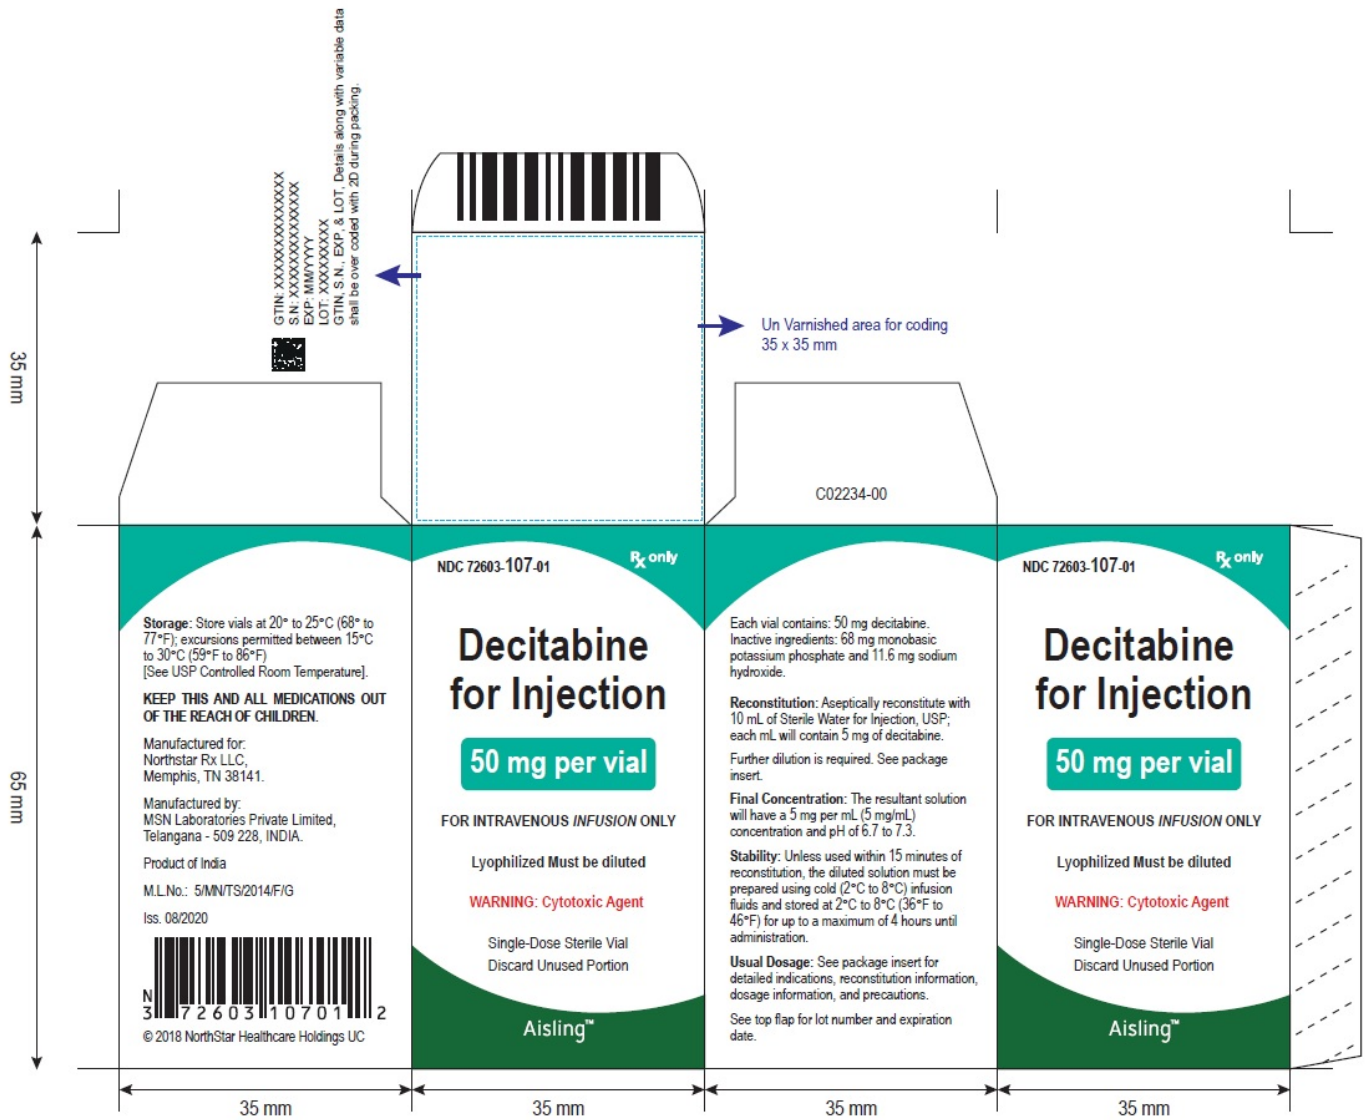 GTIN: XXXXXXXXXXXXXX
S.N: XXXXXXXXXXXXXX
EXP: MM/YYYY
LOT: XXXXXXXXX
GTIN, S.N., EXP, & LOT, Details along with variable data
shall be over coded with 2D during packing.
Un Varnished area for coding
35 x 35 mm
35 mm
C02234-00
65 mm
Storage: Store vials at 20° to 25°C (68° to
77°F); excursions permitted between 15°C
to 30°C (59°F to 86°F)
[See USP Controlled Room Temperature].
KEEP THIS AND ALL MEDICATIONS OUT
OF THE REACH OF CHILDREN.
Manufactured for:
Northstar Rx LLC,
Memphis, TN 38141.
Manufactured by:
MSN Laboratories Private Limited,
Telangana - 509 228, INDIA.
Product of India
M.L.No.: 5/MN/TS/2014/F/G
Iss. 08/2020
N
3 72603 10701 2
© 2018 NorthStar Healthcare Holdings UC
NDC 72603-107-01
Rx only
Decitabine
for Injection
50 mg per vial
FOR INTRAVENOUS INFUSION ONLY
Lyophilized Must be diluted
WARNING: Cytotoxic Agent
Single-Dose Sterile Vial
Discard Unused Portion
Aisling™
Each vial contains: 50 mg decitabine.
Inactive ingredients: 68 mg monobasic
potassium phosphate and 11.6 mg sodium
hydroxide.
Reconstitution: Aseptically reconstitute with
10 mL of Sterile Water for Injection, USP;
each mL will contain 5 mg of decitabine.
Further dilution is required. See package
insert.
Final Concentration: The resultant solution
will have a 5 mg per mL (5 mg/mL)
concentration and pH of 6.7 to 7.3.
Stability: Unless used within 15 minutes of
reconstitution, the diluted solution must be
prepared using cold (2°C to 8°C) infusion
fluids and stored at 2°C to 8°C (36°F to
46°F) for up to a maximum of 4 hours until
administration.
Usual Dosage: See package insert for
detailed indications, reconstitution information,
dosage information, and precautions.
See top flap for lot number and expiration
date.
NDC 72603-107-01
Rx only
Decitabine
for Injection
50 mg per vial
FOR INTRAVENOUS INFUSION ONLY
Lyophilized Must be diluted
WARNING: Cytotoxic Agent
Single-Dose Sterile Vial
Discard Unused Portion
Aisling™
35 mm
35 mm
35 mm
35 mm